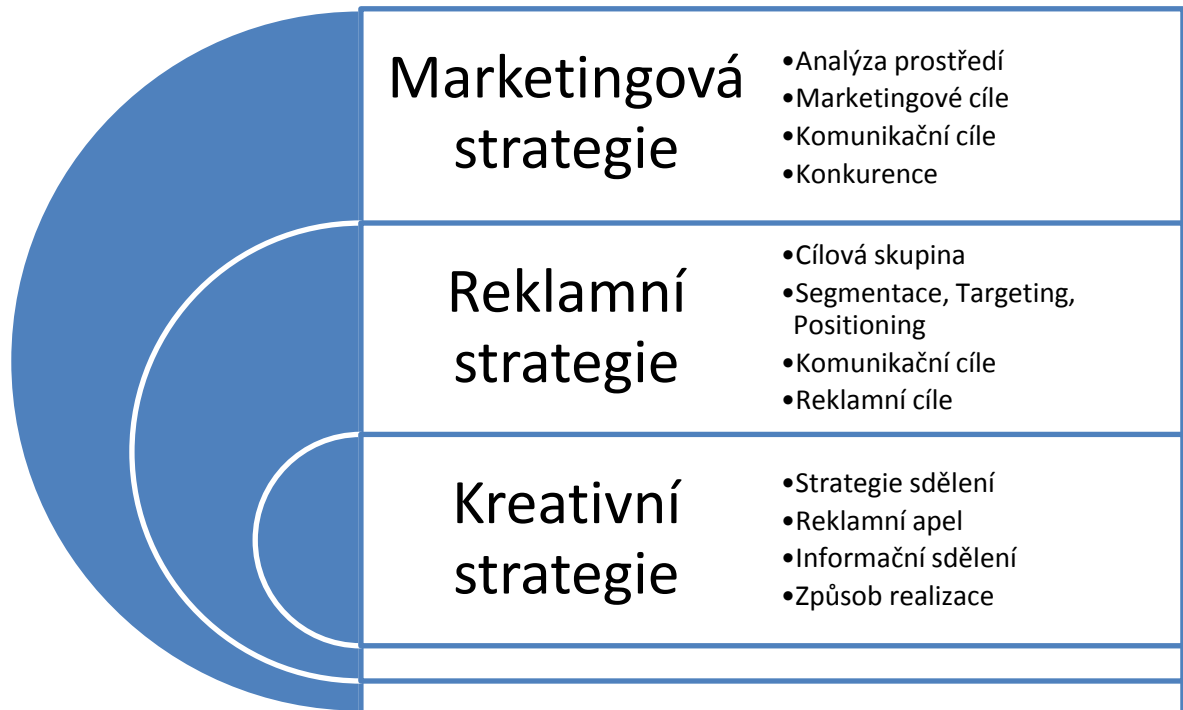 Marketingová
strategie
•Analýza prostředí
•Marketingové cíle
•Komunikační cíle
•Konkurence
Reklamní
strategie
•Cílová skupina
•Segmentace, Targeting,
Positioning
•Komunikační cíle
•Reklamní cíle
Kreativní
strategie
•Strategie sdělení
•Reklamní apel
•Informační sdělení
•Způsob realizace